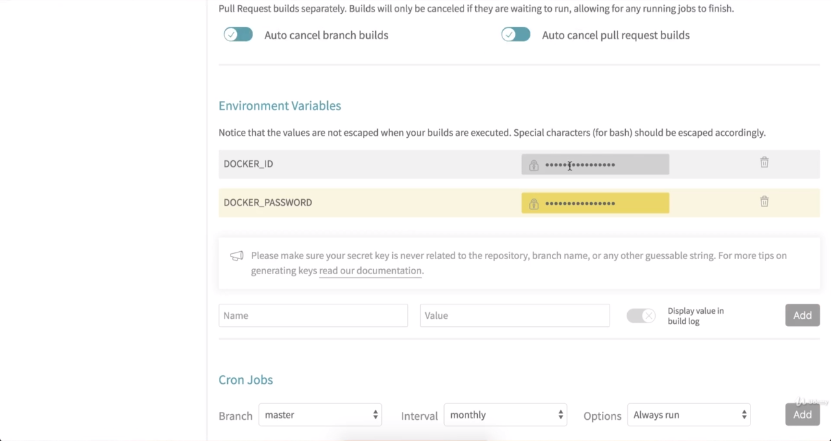 Pull Request builds separately. Builds will only be canceled if they are waiting to run, allowing for any running jobs to finish.
Auto cancel branch builds
Auto cancel pull request builds
Environment Variables
Notice that the values are not escaped when your builds are executed. Special characters (for bash) should be escaped accordingly.
DOCKER_ID •••••••••••••••••
DOCKER_PASSWORD ••••••••••••••••
Please make sure your secret key is never related to the repository, branch name, or any other guessable string. For more tips on
generating keys read our documentation.
Name
Value
Display value in
build log
Add
Cron Jobs
Branch master Interval monthly Options Always run Add